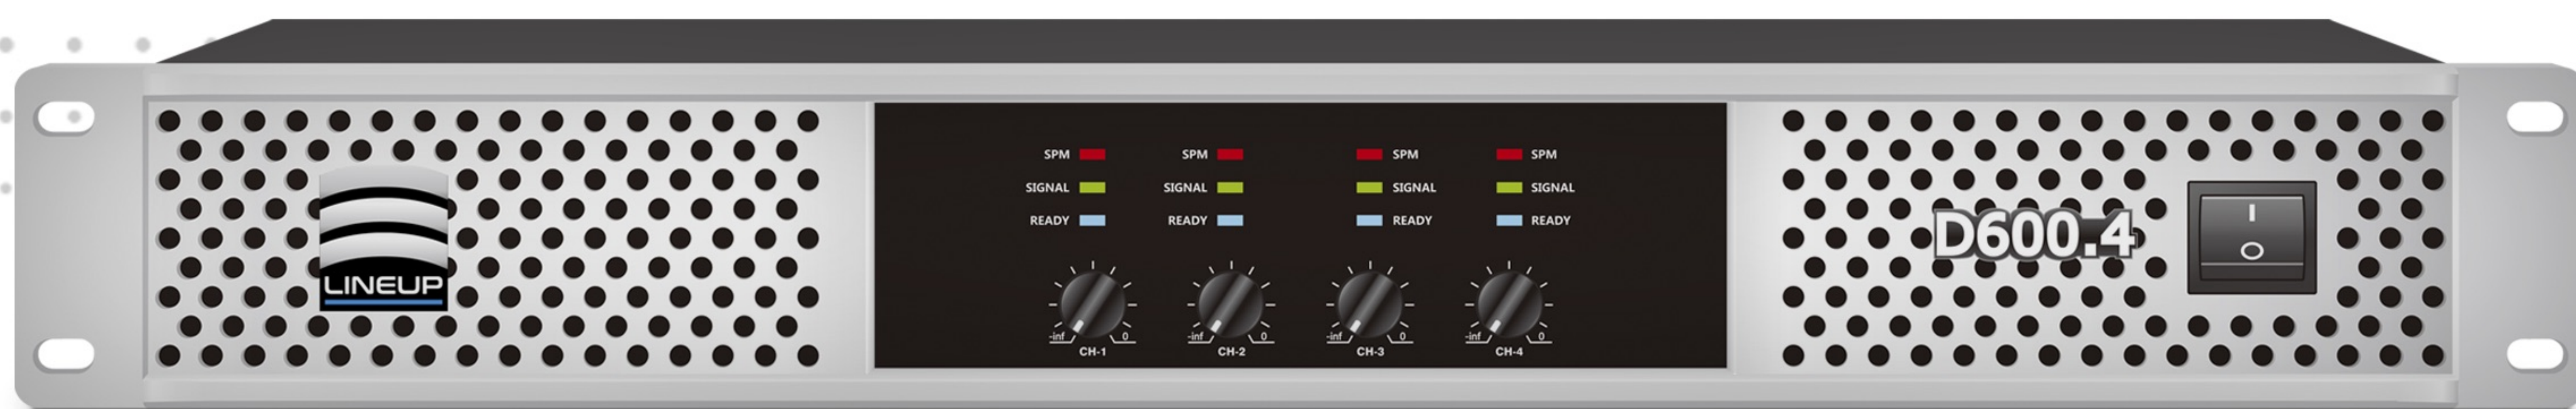 SPM SPM SPM SPM
SIGNAL SIGNAL SIGNAL SIGNAL
READY READY READY READY
LINEUP
D600.4
I
O
-inf 0 -inf 0 -inf 0 -inf 0
CH-1 CH-2 CH-3 CH-4